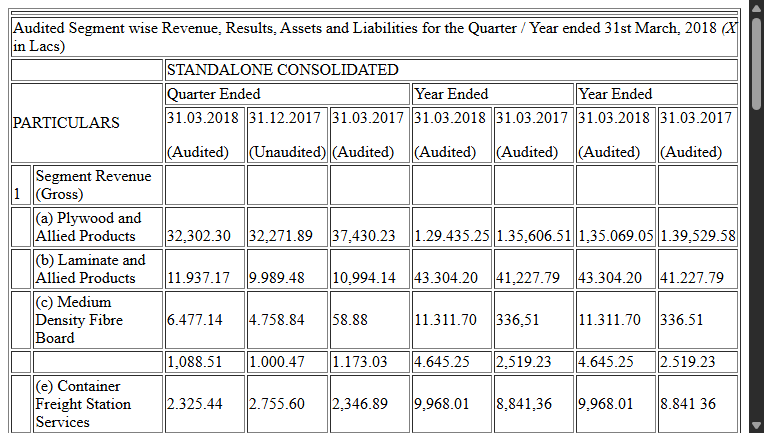 Audited Segment wise Revenue, Results, Assets and Liabilities for the Quarter / Year ended 31st March, 2018 (X
in Lacs)
STANDALONE CONSOLIDATED
PARTICULARS
Quarter Ended Year Ended Year Ended
31.03.2018 31.12.2017 31.03.2017 31.03.2018 31.03.2017 31.03.2018 31.03.2017
(Audited) (Unaudited) (Audited) (Audited) (Audited) (Audited) (Audited)
1 Segment Revenue
(Gross)
(a) Plywood and
Allied Products 32,302.30 32,271.89 37,430.23 1.29.435.25 1.35,606.51 1,35.069.05 1.39,529.58
(b) Laminate and
Allied Products 11.937.17 9.989.48 10,994.14 43.304.20 41,227.79 43.304.20 41.227.79
(c) Medium
Density Fibre 6.477.14 4.758.84 58.88 11.311.70 336,51 11.311.70 336.51
Board
1,088.51 1.000.47 1.173.03 4.645.25 2,519.23 4.645.25 2.519.23
(e) Container
Freight Station 2.325.44 2.755.60 2,346.89 9,968.01 8,841,36 9,968.01 8.841 36
Services